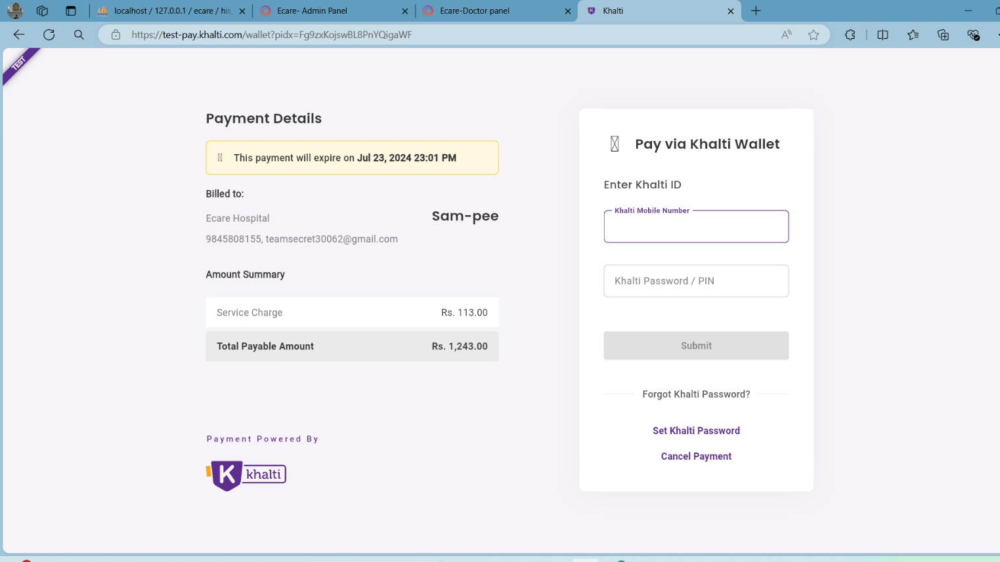 localhost / 127.0.0.1 / ecare / his
Ecare- Admin Panel
Ecare-Doctor panel
Khalti
https://test-pay.khalti.com/wallet?pidx=Fg9zxKojswBL8PnYQigaWF
TEST
Payment Details
This payment will expire on Jul 23, 2024 23:01 PM
Billed to:
Ecare Hospital
Sam-pee
9845808155, teamsecret30062@gmail.com
Amount Summary
Service Charge Rs. 113.00
Total Payable Amount Rs. 1,243.00
Payment Powered By
K khalti
Pay via Khalti Wallet
Enter Khalti ID
Khalti Mobile Number
Khalti Password / PIN
Submit
Forgot Khalti Password?
Set Khalti Password
Cancel Payment